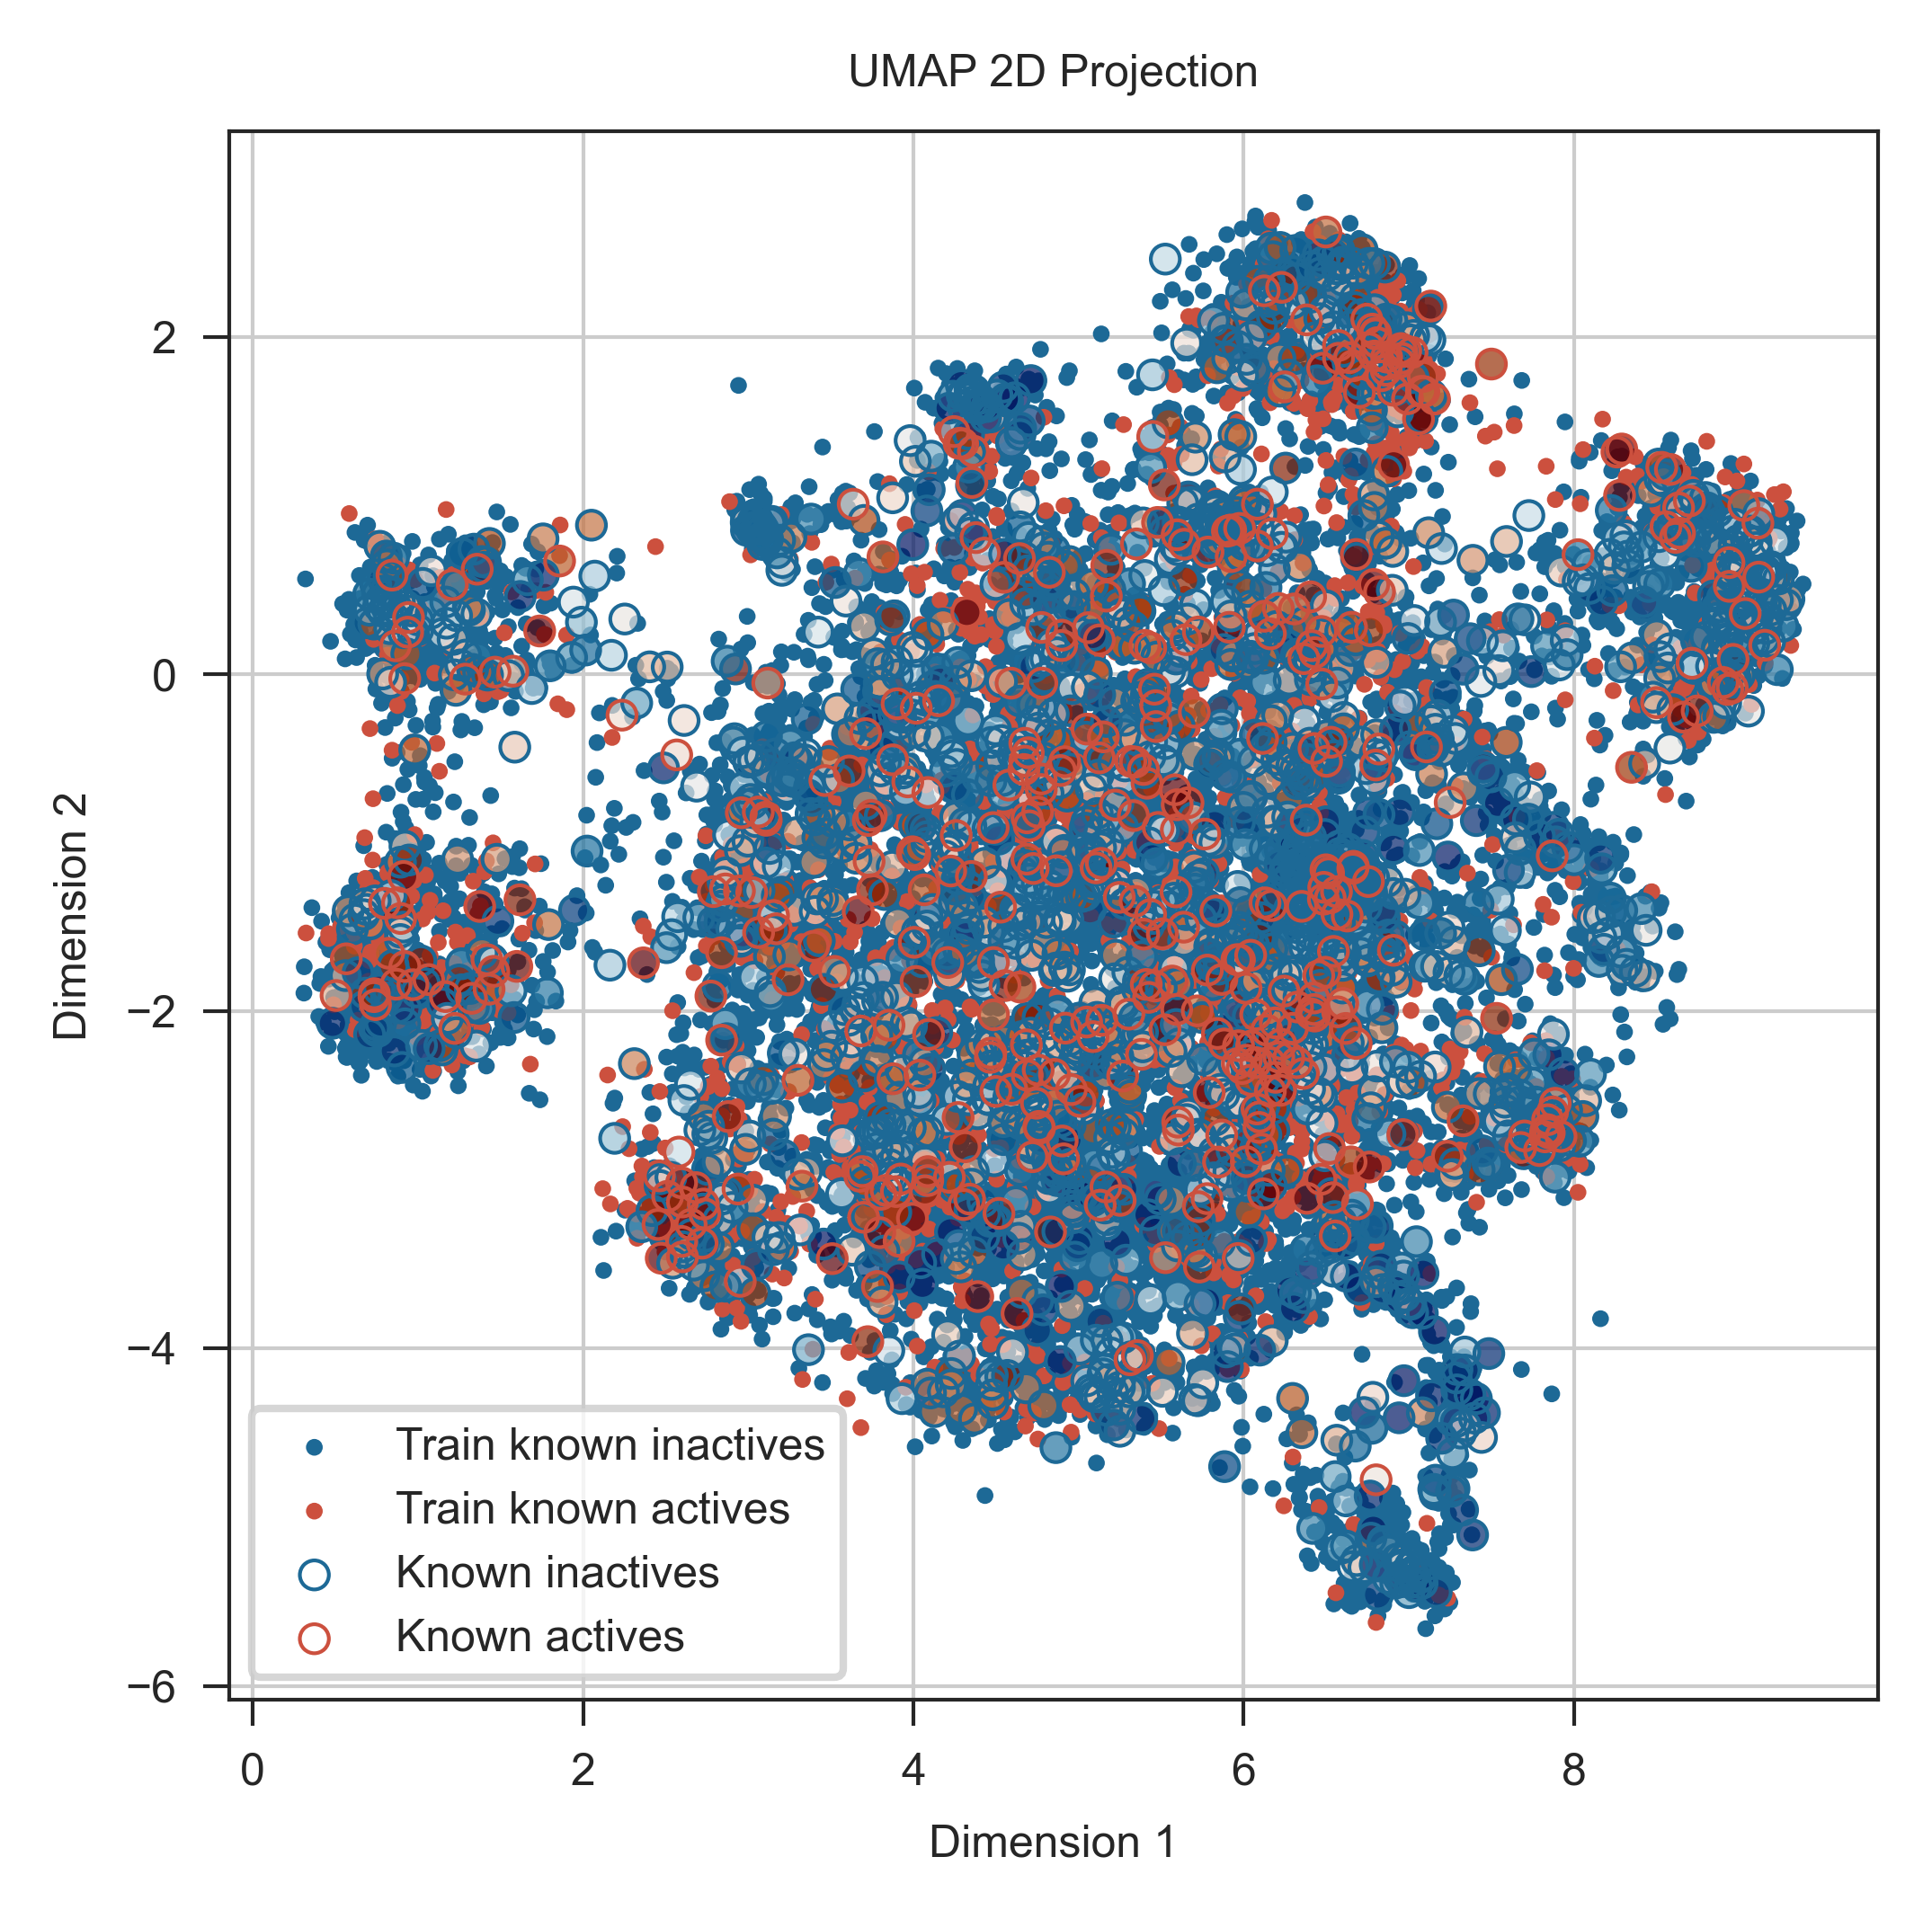 UMAP 2D Projection
2
0
−2
−4
−6
Dimension 2
Train known inactives
Train known actives
Known inactives
Known actives
0 2 4 6 8
Dimension 1